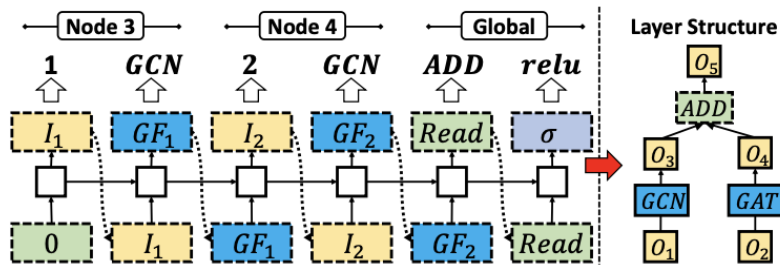 Node 3 Node 4 Global Layer Structure
1 GCN 2 GCN ADD relu O5
I1 GF1 I2 GF2 Read σ ADD
O3 O4
GCN GAT
0 I1 GF1 I2 GF2 Read O1 O2